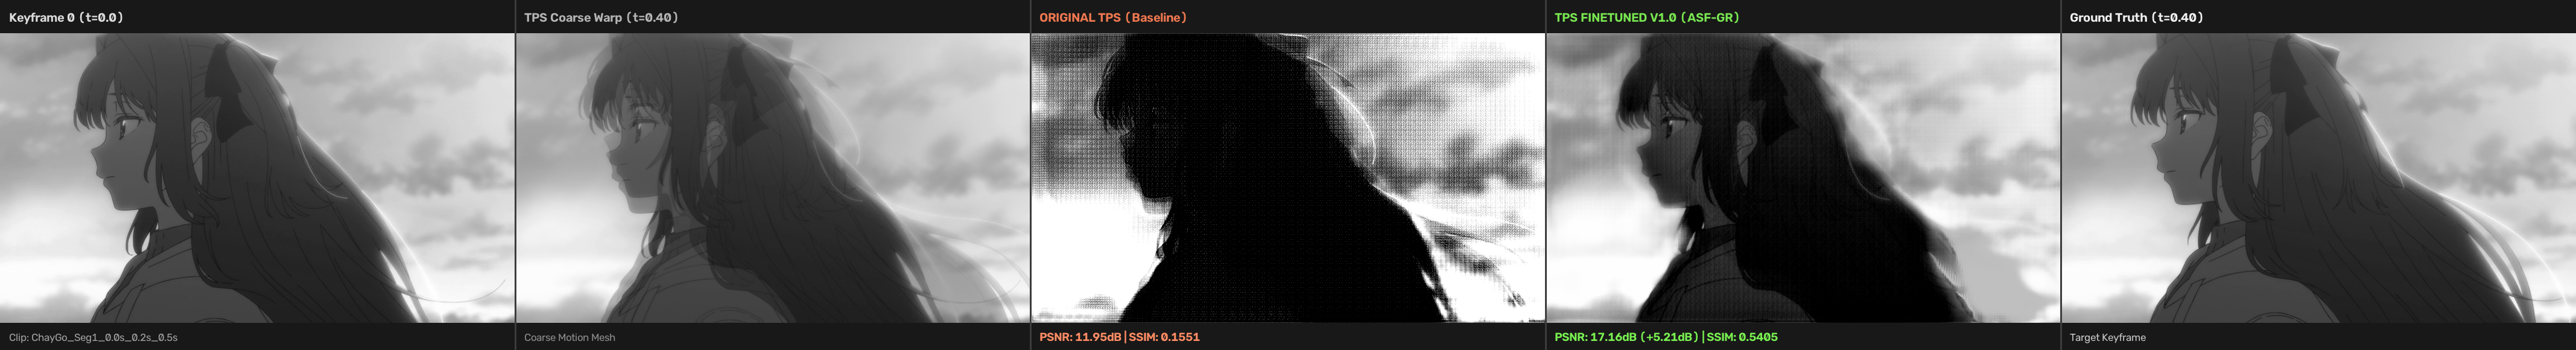 Keyframe 0 (t=0.0)
TPS Coarse Warp (t=0.40)
ORIGINAL TPS (Baseline)
TPS FINETUNED V1.0 (ASF-GR)
Ground Truth (t=0.40)
Clip: ChayGo_Seg1_0.0s_0.2s_0.5s
Coarse Motion Mesh
PSNR: 11.95dB | SSIM: 0.1551
PSNR: 17.16dB (+5.21dB) | SSIM: 0.5405
Target Keyframe